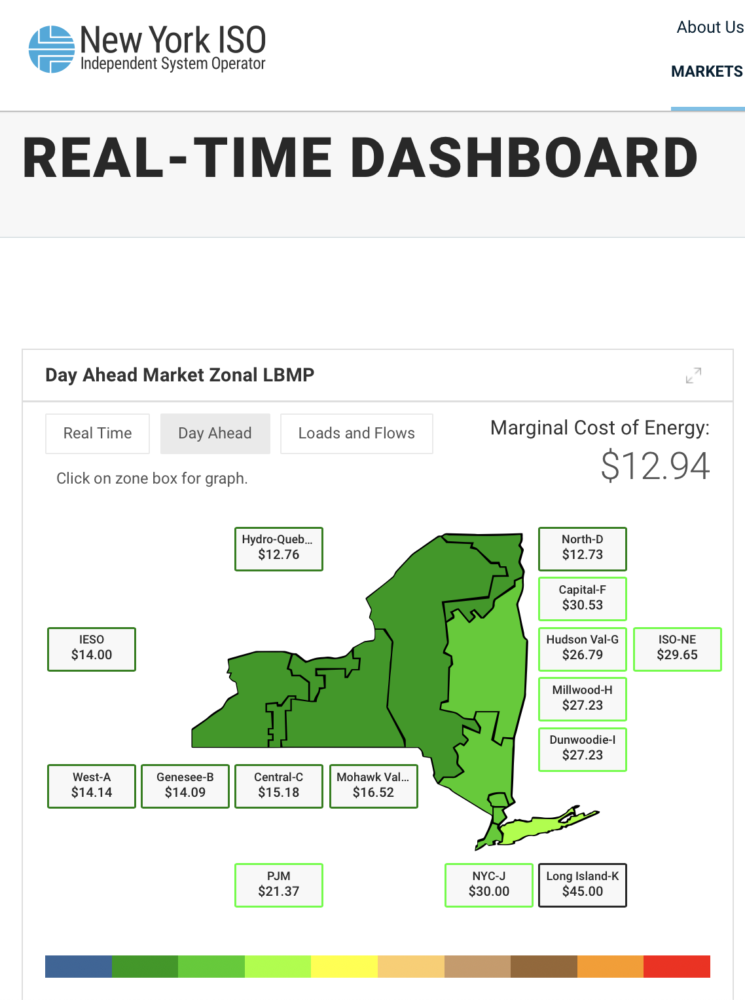 New York ISO
Independent System Operator
About Us
MARKETS
REAL-TIME DASHBOARD
Day Ahead Market Zonal LBMP
Real Time
Day Ahead
Loads and Flows
Marginal Cost of Energy:
$12.94
Click on zone box for graph.
Hydro-Queb...
$12.76
North-D
$12.73
Capital-F
$30.53
IESO
$14.00
Hudson Val-G
$26.79
ISO-NE
$29.65
Millwood-H
$27.23
Dunwoodie-I
$27.23
West-A
$14.14
Genesee-B
$14.09
Central-C
$15.18
Mohawk Val...
$16.52
PJM
$21.37
NYC-J
$30.00
Long Island-K
$45.00